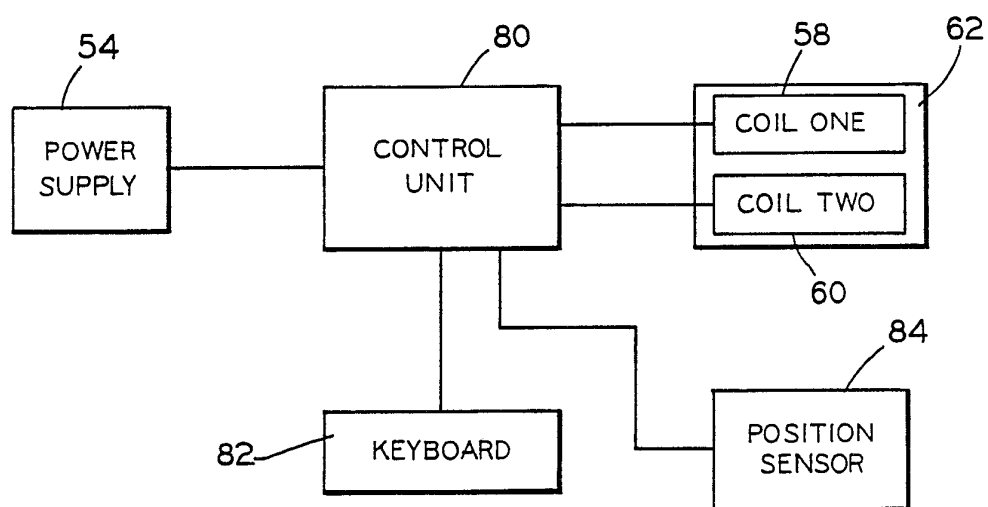 54
80
58
62
POWER
SUPPLY
CONTROL
UNIT
COIL ONE
COIL TWO
60
84
82
KEYBOARD
POSITION
SENSOR